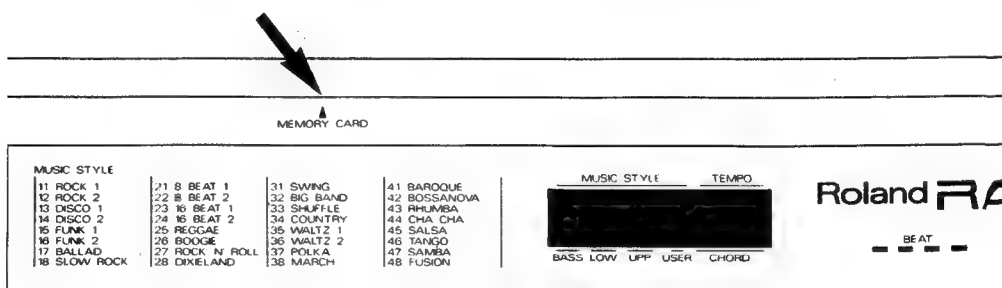 MEMORY CARD
MUSIC STYLE
11 ROCK 1
12 ROCK 2
13 DISCO 1
14 DISCO 2
15 FUNK 1
16 FUNK 2
17 BALLAD
18 SLOW ROCK
21 8 BEAT 1
22 8 BEAT 2
23 16 BEAT 1
24 16 BEAT 2
25 REGGAE
26 BOOGIE
27 ROCK N' ROLL
28 DIXIELAND
31 SWING
32 BIG BAND
33 SHUFFLE
34 COUNTRY
35 WALTZ 1
36 WALTZ 2
37 POLKA
38 MARCH
41 BAROQUE
42 BOSSANOVA
43 RHUMBA
44 CHA CHA
45 SALSA
46 TANGO
47 SAMBA
48 FUSION
MUSIC STYLE TEMPO
BASS LOW UPP USER CHORD
Roland RA
BEAT